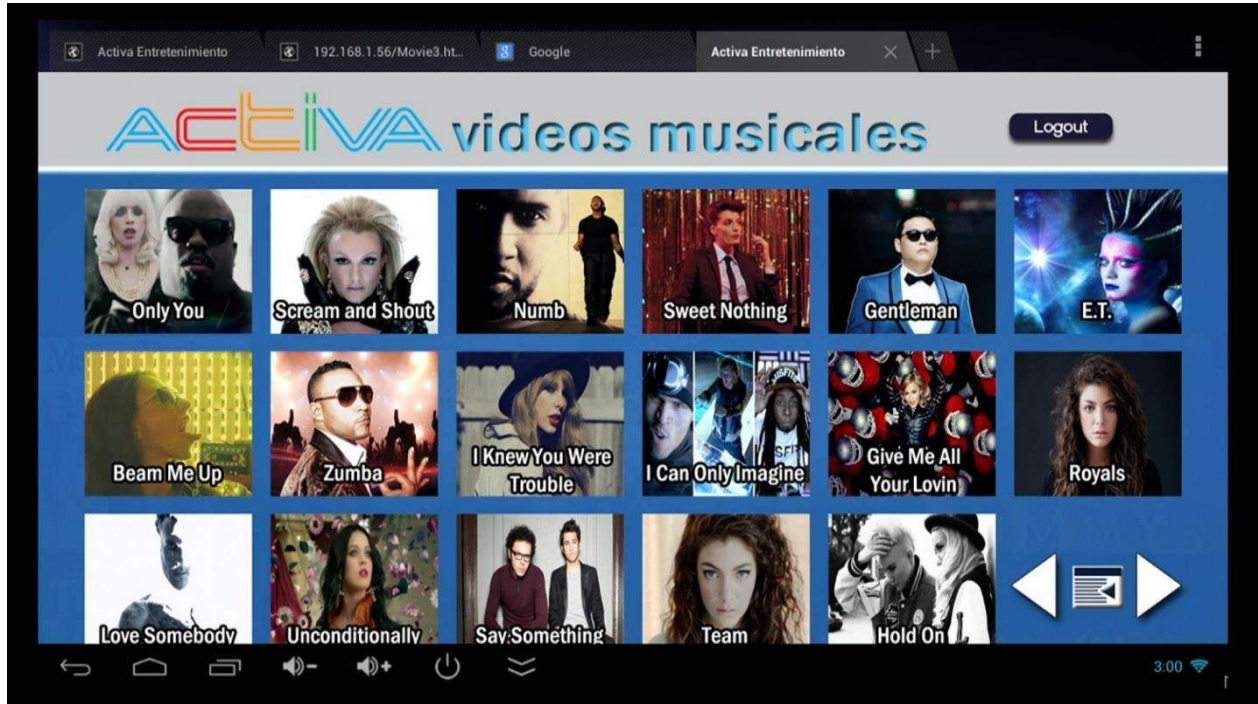 Activa Entretenimiento
192.168.1.56/Movie3.ht...
Google
Activa Entretenimiento
ACTIVA videos musicales
Logout
Only You
Scream and Shout
Numb
Sweet Nothing
Gentleman
E.T.
Beam Me Up
Zumba
I Knew You Were
Trouble
I Can Only Imagine
Give Me All
Your Lovin
Royals
Love Somebody
Unconditionally
Say Something
Team
Hold On
3:00